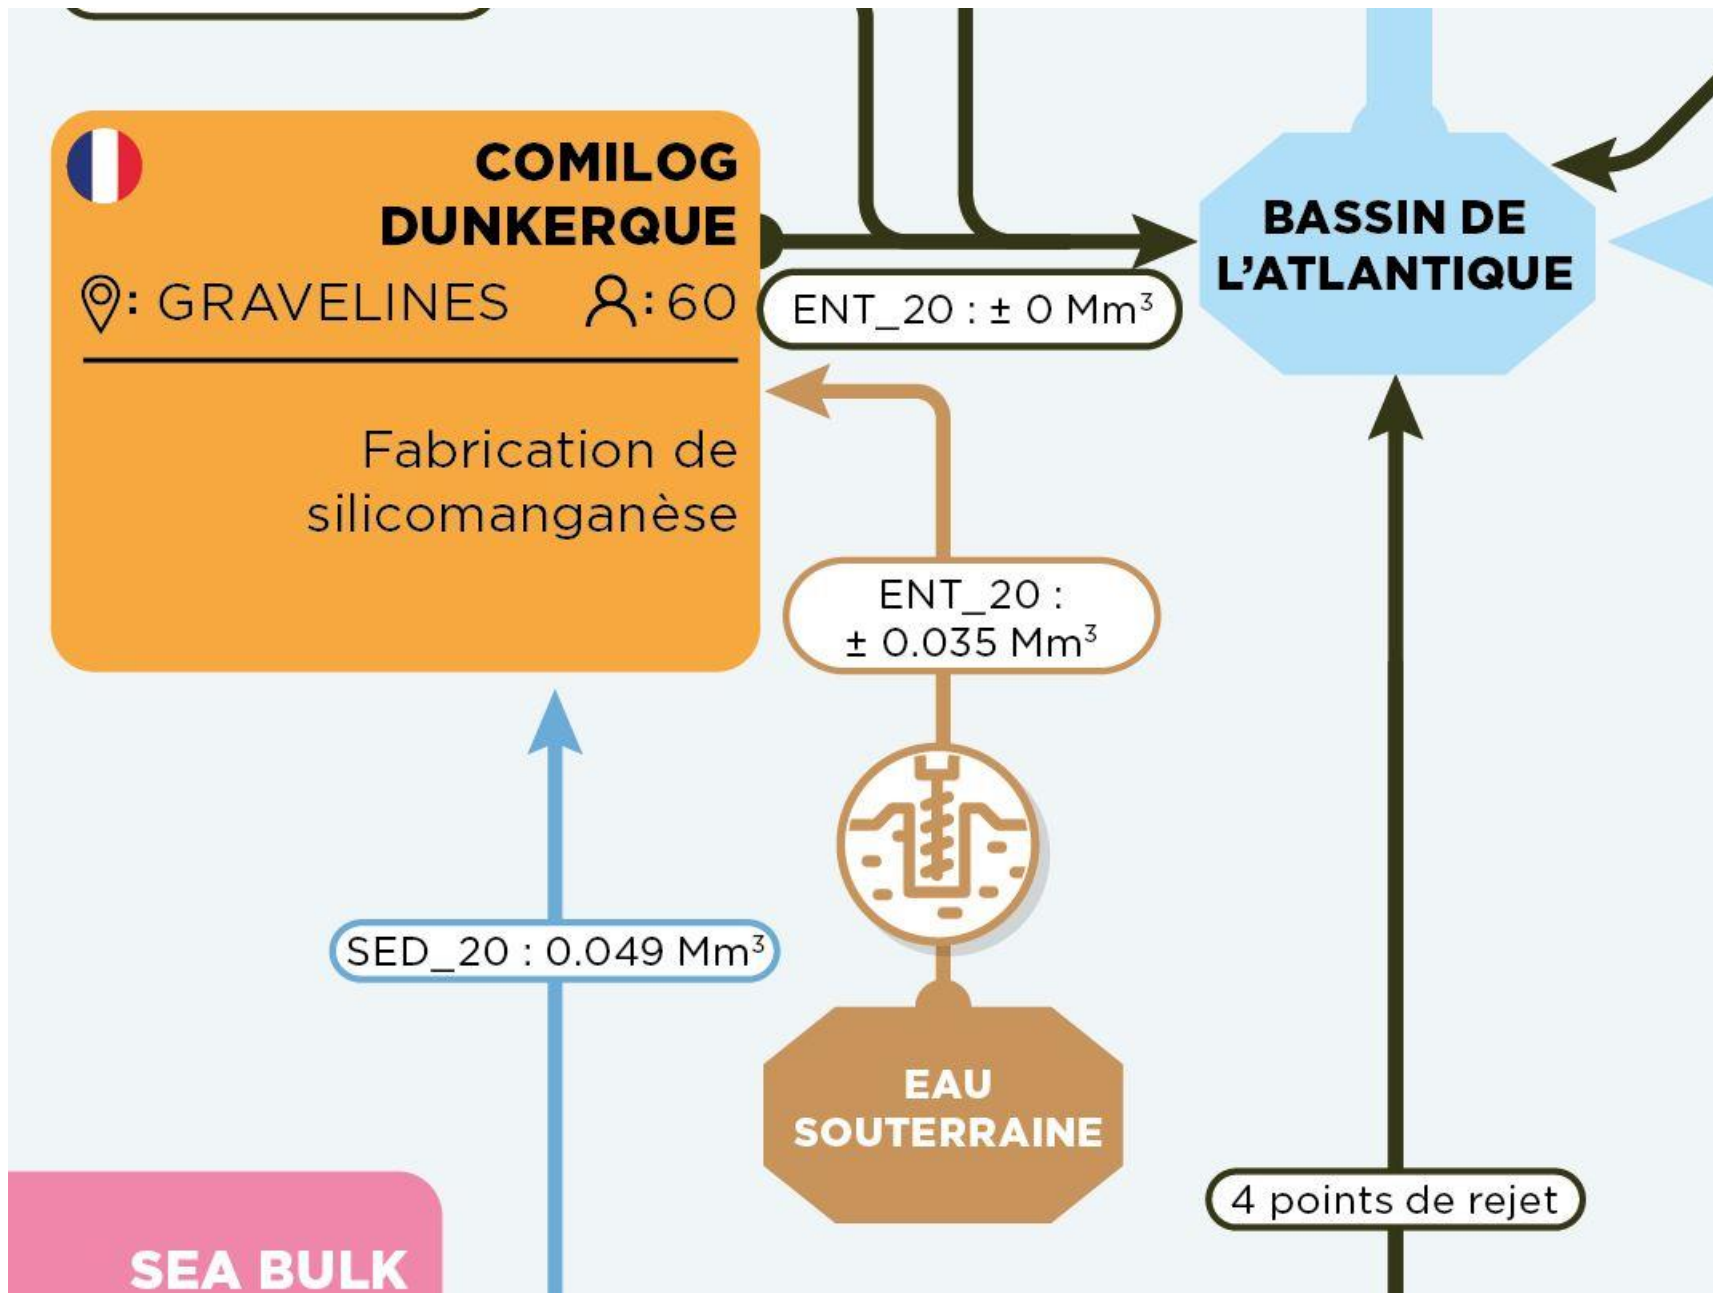 COMILOG
DUNKERQUE
: GRAVELINES : 60
Fabrication de
silicomanganèse
ENT_20 : ± 0 Mm³
BASSIN DE
L’ATLANTIQUE
ENT_20 :
± 0.035 Mm³
SED_20 : 0.049 Mm³
EAU
SOUTERRAINE
4 points de rejet
SEA BULK